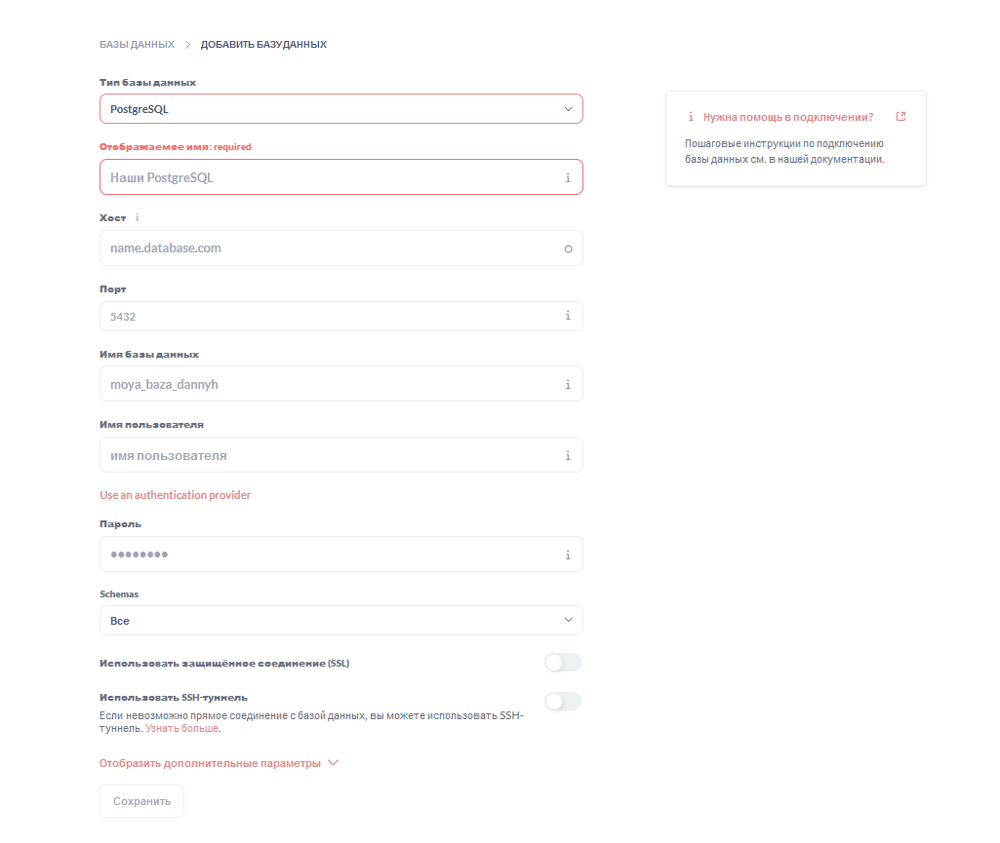 БАЗЫ ДАННЫХ > ДОБАВИТЬ БАЗУ ДАННЫХ
Тип базы данных
PostgreSQL
Отображаемое имя: required
Наши PostgreSQL
Хост
name.database.com
Порт
5432
Имя базы данных
moya_baza_dannyh
Имя пользователя
имя пользователя
Use an authentication provider
Пароль
••••••••
Schemas
Все
Использовать защищённое соединение (SSL)
Использовать SSH-туннель
Если невозможно прямое соединение с базой данных, вы можете использовать SSH-
туннель. Узнать больше.
Отобразить дополнительные параметры
Сохранить
Нужна помощь в подключении?
Пошаговые инструкции по подключению
базы данных см. в нашей документации.